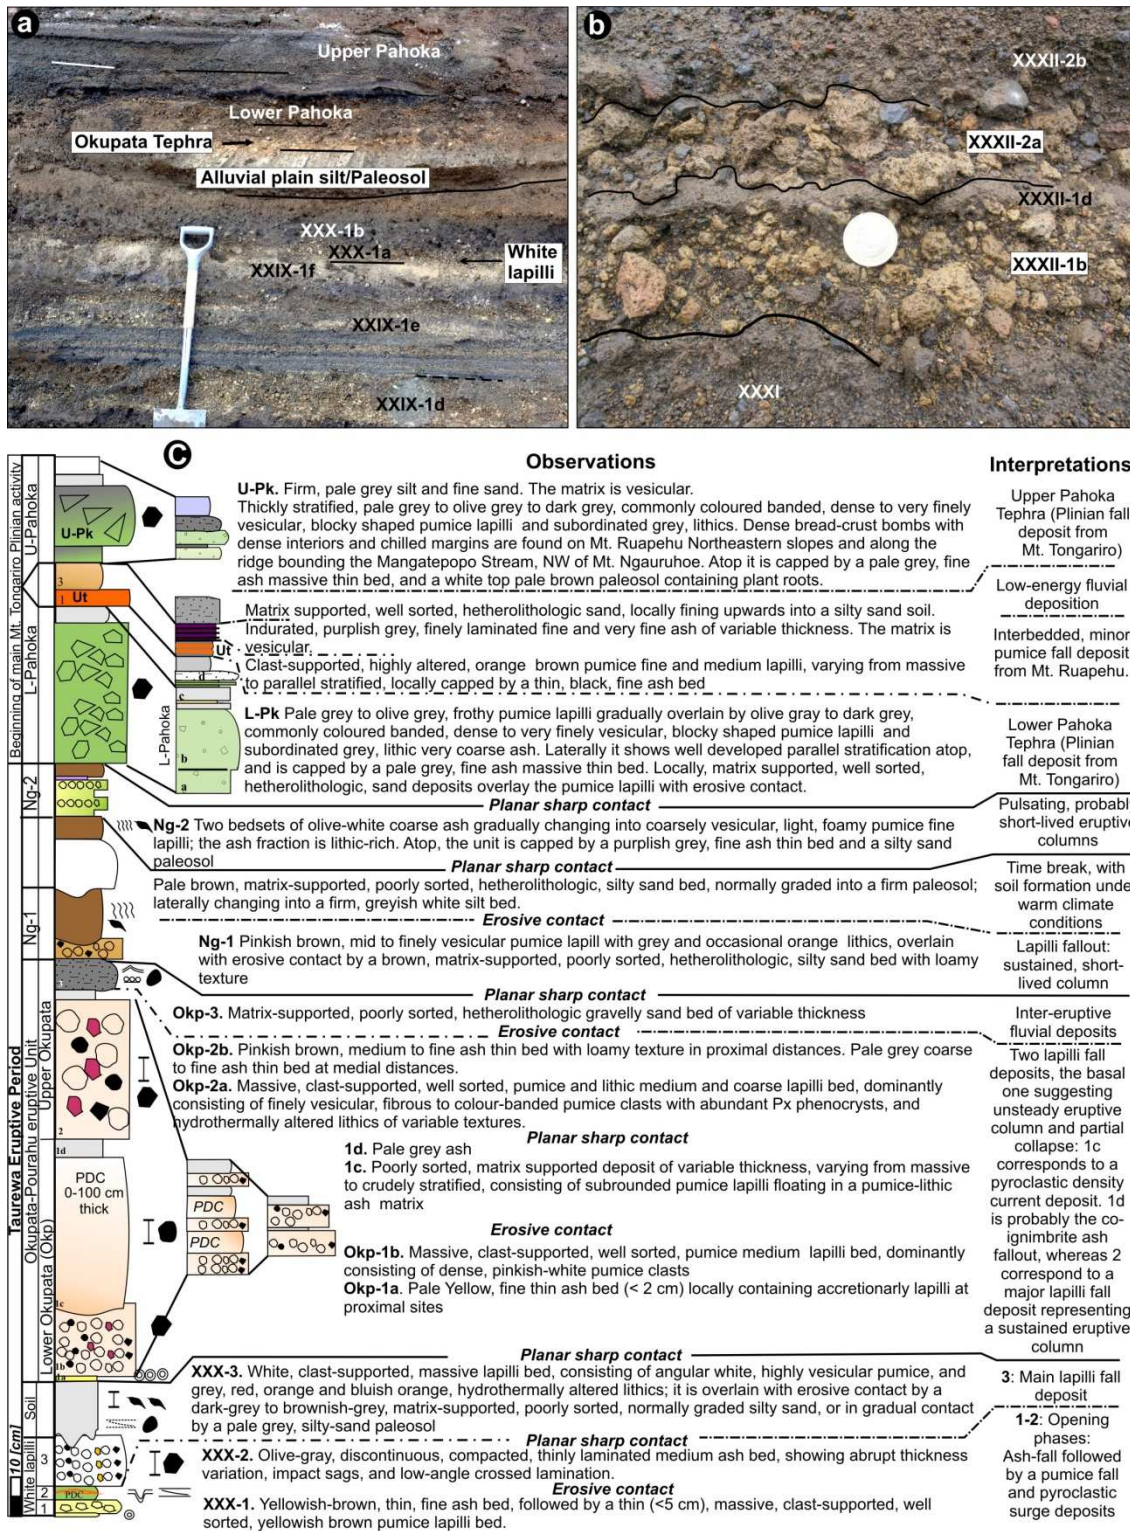 a
Upper Pahoka
Lower Pahoka
Okupata Tephra
Alluvial plain silt/Paleosol
XXX-1b
XXX-1a
White
lapilli
XXIX-1f
XXIX-1e
XXIX-1d
b
XXXII-2b
XXXII-2a
XXXII-1d
XXXII-1b
XXXI
C
Observations
Interpretations
U-Pk. Firm, pale grey silt and fine sand. The matrix is vesicular.
Thickly stratified, pale grey to olive grey to dark grey, commonly coloured banded, dense to very finely
vesicular, blocky shaped pumice lapilli and subordinated grey, lithics. Dense bread-crust bombs with
dense interiors and chilled margins are found on Mt. Ruapehu Northeastern slopes and along the
ridge bounding the Mangatepopo Stream, NW of Mt. Ngauruhoe. Atop it is capped by a pale grey, fine
ash massive thin bed, and a white top pale brown paleosol containing plant roots.
Upper Pahoka
Tephra (Plinian fall
deposit from
Mt. Tongariro)
Low-energy fluvial
deposition
Matrix supported, well sorted, hetherolithologic sand, locally fining upwards into a silty sand soil.
Indurated, purplish grey, finely laminated fine and very fine ash of variable thickness. The matrix is
vesicular.
Clast-supported, highly altered, orange brown pumice fine and medium lapilli, varying from massive
to parallel stratified, locally capped by a thin, black, fine ash bed
Interbedded, minor
pumice fall deposit
from Mt. Ruapehu.
L-Pk Pale grey to olive grey, frothy pumice lapilli gradually overlain by olive gray to dark grey,
commonly coloured banded, dense to very finely vesicular, blocky shaped pumice lapilli and
subordinated grey, lithic very coarse ash. Laterally it shows well developed parallel stratification atop,
and is capped by a pale grey, fine ash massive thin bed. Locally, matrix supported, well sorted,
hetherolithologic, sand deposits overlay the pumice lapilli with erosive contact.
Lower Pahoka
Tephra (Plinian
fall deposit from
Mt. Tongariro)
Planar sharp contact
Ng-2 Two bedsets of olive-white coarse ash gradually changing into coarsely vesicular, light, foamy pumice fine
lapilli; the ash fraction is lithic-rich. Atop, the unit is capped by a purplish grey, fine ash thin bed and a silty sand
paleosol
Pulsating, probably
short-lived eruptive
columns
Planar sharp contact
Pale brown, matrix-supported, poorly sorted, hetherolithologic, silty sand bed, normally graded into a firm paleosol;
laterally changing into a firm, greyish white silt bed.
Time break, with
soil formation under
warm climate
conditions
Erosive contact
Ng-1 Pinkish brown, mid to finely vesicular pumice lapill with grey and occasional orange lithics, overlain
with erosive contact by a brown, matrix-supported, poorly sorted, hetherolithologic, silty sand bed with loamy
texture
Lapilli fallout:
sustained, short-
lived column
Planar sharp contact
Okp-3. Matrix-supported, poorly sorted, hetherolithologic gravelly sand bed of variable thickness
Inter-eruptive
fluvial deposits
Erosive contact
Okp-2b. Pinkish brown, medium to fine ash thin bed with loamy texture in proximal distances. Pale grey coarse
to fine ash thin bed at medial distances.
Okp-2a. Massive, clast-supported, well sorted, pumice and lithic medium and coarse lapilli bed, dominantly
consisting of finely vesicular, fibrous to colour-banded pumice clasts with abundant Px phenocrysts, and
hydrothermally altered lithics of variable textures.
Planar sharp contact
1d. Pale grey ash
1c. Poorly sorted, matrix supported deposit of variable thickness, varying from massive
to crudely stratified, consisting of subrounded pumice lapilli floating in a pumice-lithic
ash matrix
Erosive contact
Okp-1b. Massive, clast-supported, well sorted, pumice medium lapilli bed, dominantly
consisting of dense, pinkish-white pumice clasts
Okp-1a. Pale Yellow, fine thin ash bed (< 2 cm) locally containing accretionarly lapilli at
proximal sites
Two lapilli fall
deposits, the basal
one suggesting
unsteady eruptive
column and partial
collapse: 1c
corresponds to a
pyroclastic density
current deposit. 1d
is probably the co-
ignimbrite ash
fallout, whereas 2
correspond to a
major lapilli fall
deposit representing
a sustained eruptive
column
Planar sharp contact
XXX-3. White, clast-supported, massive lapilli bed, consisting of angular white, highly vesicular pumice, and
grey, red, orange and bluish orange, hydrothermally altered lithics; it is overlain with erosive contact by a
dark-grey to brownish-grey, matrix-supported, poorly sorted, normally graded silty sand, or in gradual contact
by a pale grey, silty-sand paleosol
3: Main lapilli fall
deposit
Planar sharp contact
XXX-2. Olive-gray, discontinuous, compacted, thinly laminated medium ash bed, showing abrupt thickness
variation, impact sags, and low-angle crossed lamination.
Erosive contact
XXX-1. Yellowish-brown, thin, fine ash bed, followed by a thin (<5 cm), massive, clast-supported, well
sorted, yellowish brown pumice lapilli bed.
1-2: Opening
phases:
Ash-fall followed
by a pumice fall
and pyroclastic
surge deposits
Beginning of main Mt. Tongariro Plinian activity
U-Pahoka
L-Pahoka
Ng-2
Ng-1
Taurewa Eruptive Period
Okupata-Pourahu eruptive Unit
Upper Okupata
Lower Okupata (Okp)
Soil
White lapilli
3
2
1
10 [cm]
U-Pk
3
1 Ut
Ut
d
c
L-Pahoka
b
a
3
2
1d
PDC
0-100 cm
thick
1c
1b
1a
PDC
PDC
PDC